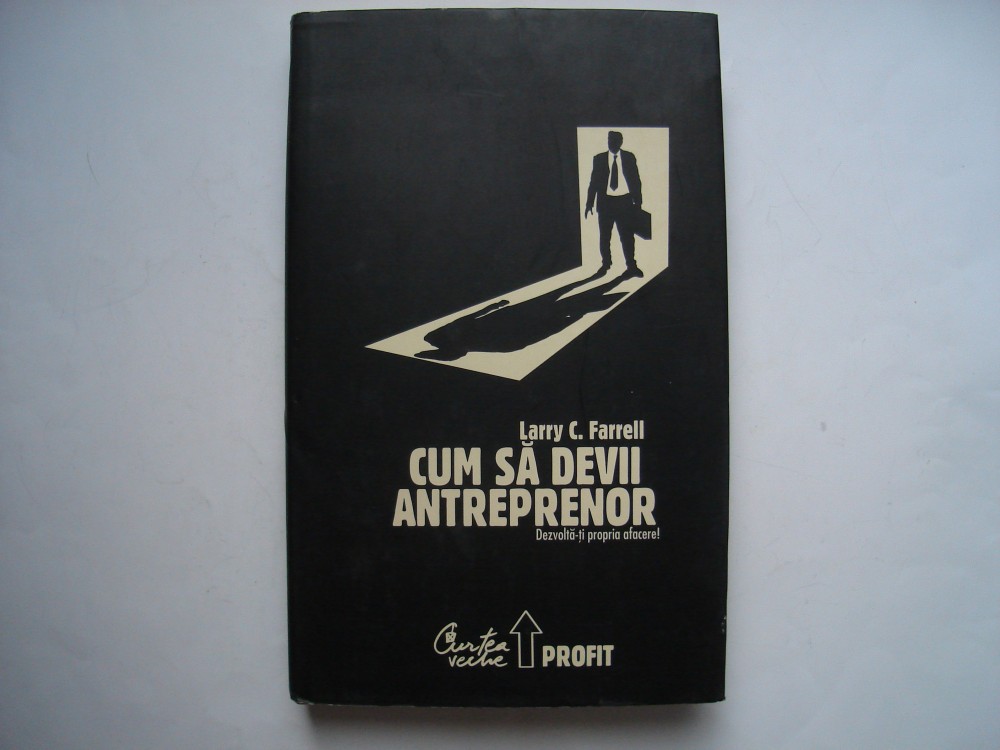 Larry C. Farrell
CUM SĂ DEVII
ANTREPRENOR
Dezvoltă-ți propria afacere!
Curtea
veche
PROFIT